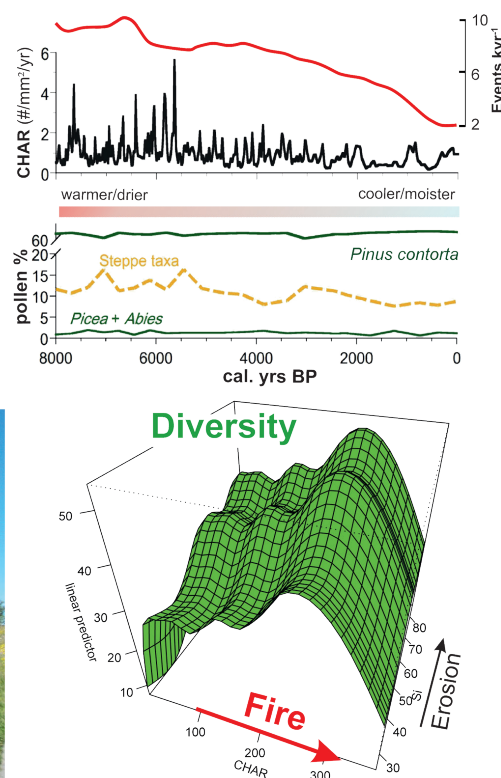 10
6
2
Events kyr⁻¹
6
4
2
0
CHAR (#/mm²/yr)
warmer/drier
cooler/moister
60
20
15
10
5
0
pollen %
Steppe taxa
Pinus contorta
Picea + Abies
8000
6000
4000
2000
0
cal. yrs BP
Diversity
50
40
30
20
10
linear predictor
100
200
300
CHAR
Fire
80
70
60
50
40
30
Si
Erosion